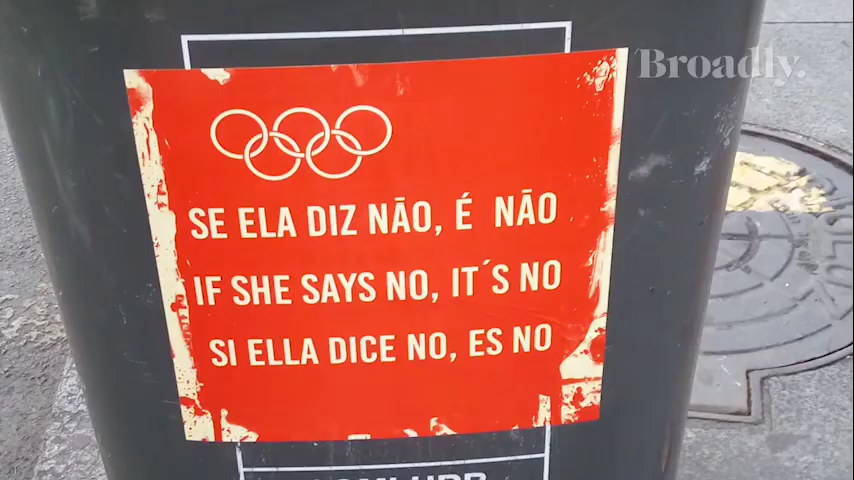 Broadly.
SE ELA DIZ NÃO, É NÃO
IF SHE SAYS NO, IT´S NO
SI ELLA DICE NO, ES NO